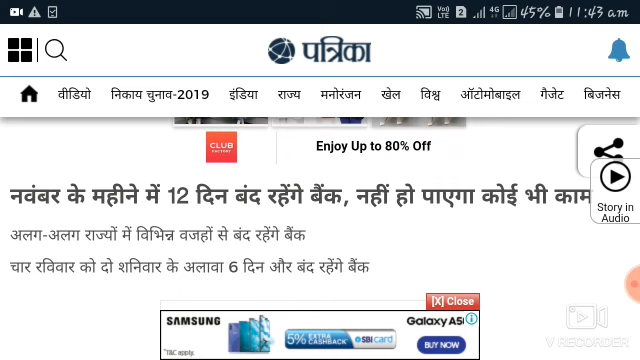 VoLTE 2 4G 45% 11:43 am
पत्रिका
वीडियो निकाय चुनाव-2019 इंडिया राज्य मनोरंजन खेल विश्व ऑटोमोबाइल गैजेट बिजनेस
CLUB FACTORY
Enjoy Up to 80% Off
नवंबर के महीने में 12 दिन बंद रहेंगे बैंक, नहीं हो पाएगा कोई भी काम
Story in Audio
अलग-अलग राज्यों में विभिन्न वजहों से बंद रहेंगे बैंक
चार रविवार को दो शनिवार के अलावा 6 दिन और बंद रहेंगे बैंक
[X] Close
SAMSUNG
5% EXTRA CASHBACK SBI card
Galaxy A5
BUY NOW
*T&C apply.
V RECORDER